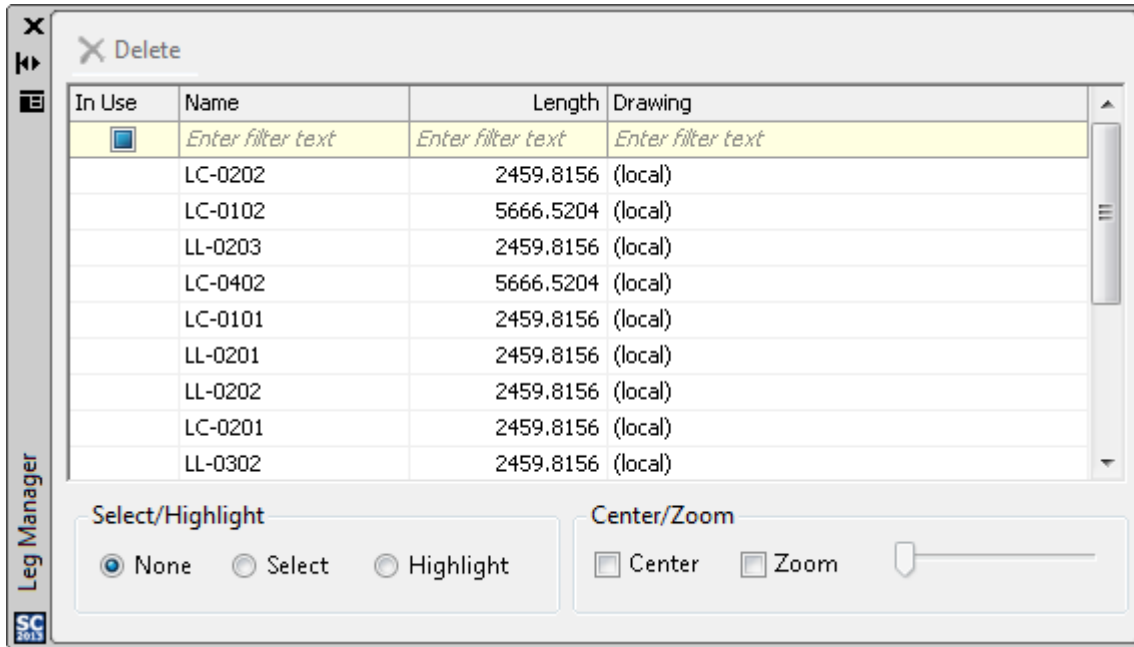 Delete
In Use Name Length Drawing
Enter filter text Enter filter text Enter filter text
LC-0202 2459.8156 (local)
LC-0102 5666.5204 (local)
LL-0203 2459.8156 (local)
LC-0402 5666.5204 (local)
LC-0101 2459.8156 (local)
LL-0201 2459.8156 (local)
LL-0202 2459.8156 (local)
LC-0201 2459.8156 (local)
LL-0302 2459.8156 (local)
Select/Highlight Center/Zoom
None Select Highlight Center Zoom
Leg Manager
SC
2013